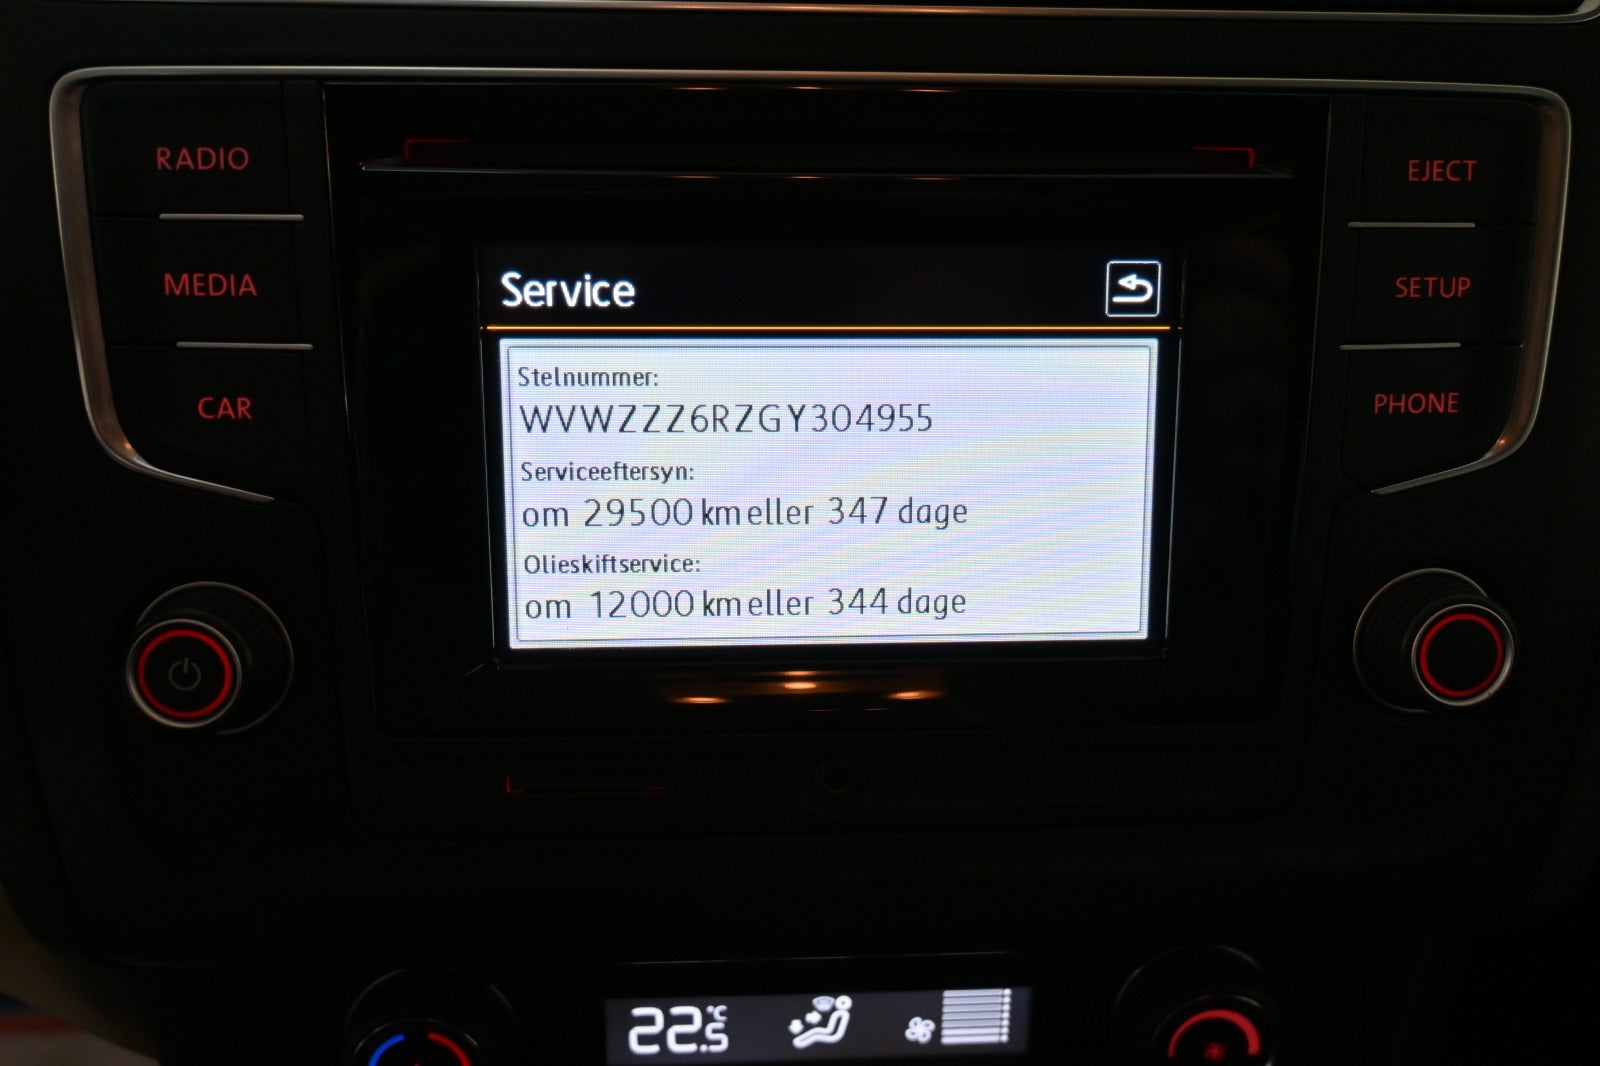 RADIO
MEDIA
CAR
EJECT
SETUP
PHONE
Service
Stelnummer:
WVWZZZ6RZGY304955
Serviceeftersyn:
om 29500 km eller 347 dage
Olieskiftservice:
om 12000 km eller 344 dage
22.5 °C